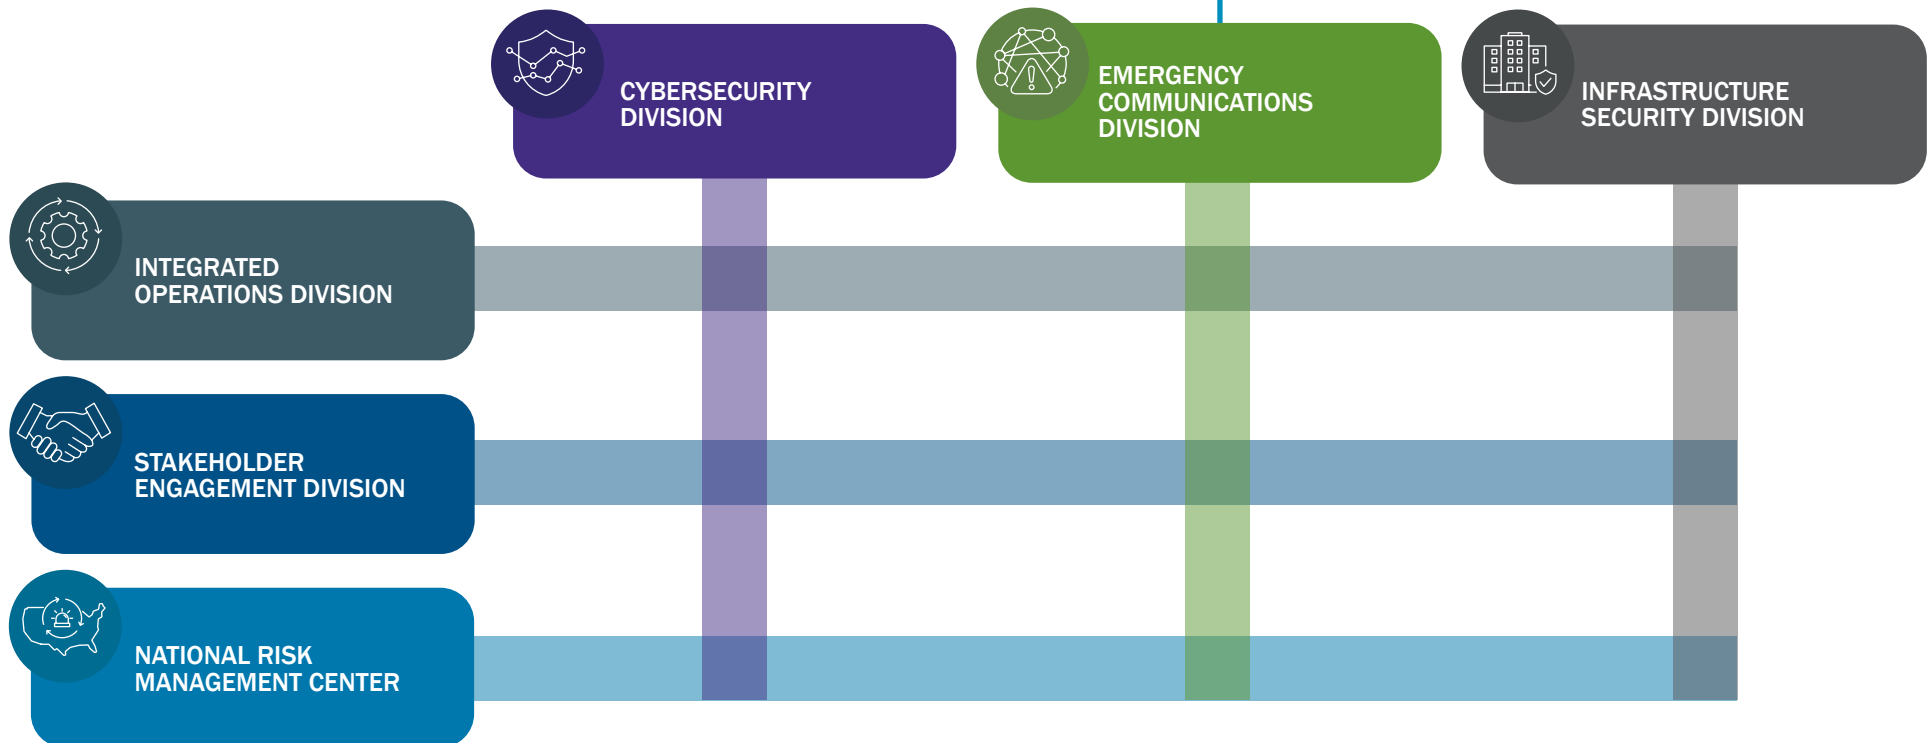 CYBERSECURITY
DIVISION
EMERGENCY
COMMUNICATIONS
DIVISION
INFRASTRUCTURE
SECURITY DIVISION
INTEGRATED
OPERATIONS DIVISION
STAKEHOLDER
ENGAGEMENT DIVISION
NATIONAL RISK
MANAGEMENT CENTER